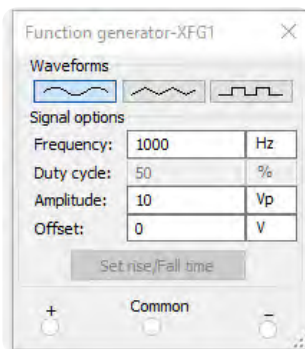 Function generator-XFG1
Waveforms
Signal options
Frequency: 1000 Hz
Duty cycle: 50 %
Amplitude: 10 Vp
Offset: 0 V
Set rise/Fall time
+ Common −